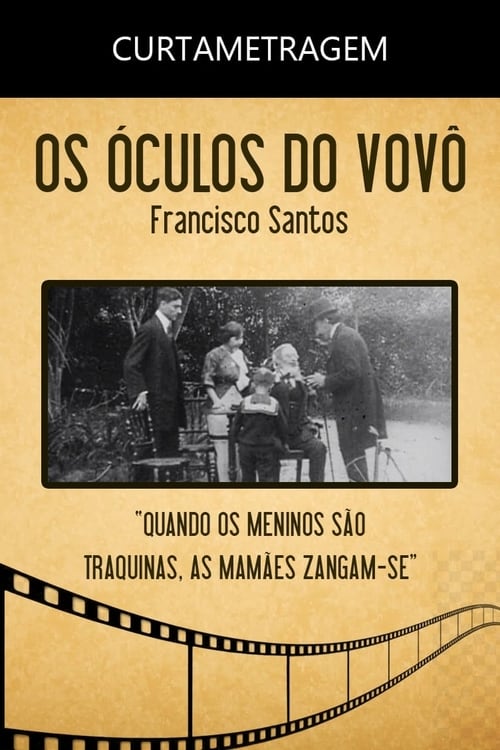 CURTAMETRAGEM
OS ÓCULOS DO VOVÔ
Francisco Santos
“QUANDO OS MENINOS SÃO
TRAQUINAS, AS MAMÃES ZANGAM-SE”